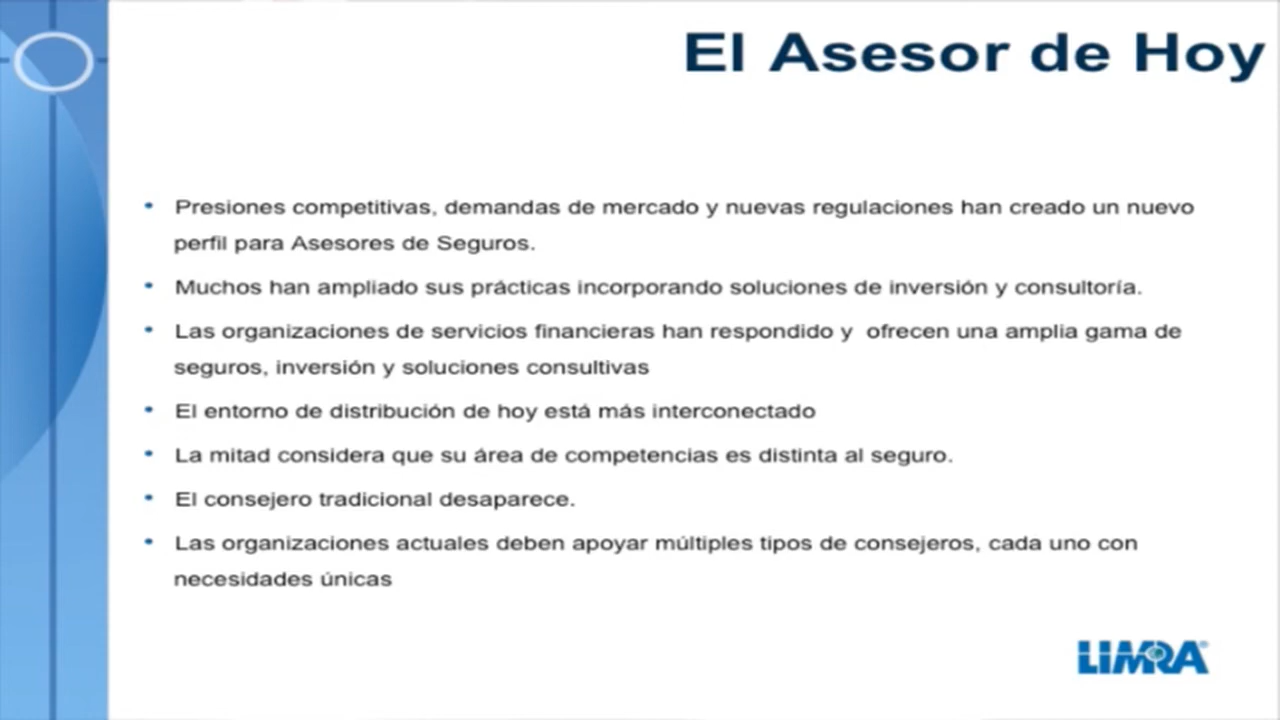 El Asesor de Hoy
• Presiones competitivas, demandas de mercado y nuevas regulaciones han creado un nuevo
perfil para Asesores de Seguros.
• Muchos han ampliado sus prácticas incorporando soluciones de inversión y consultoría.
• Las organizaciones de servicios financieras han respondido y ofrecen una amplia gama de
seguros, inversión y soluciones consultivas
• El entorno de distribución de hoy está más interconectado
• La mitad considera que su área de competencias es distinta al seguro.
• El consejero tradicional desaparece.
• Las organizaciones actuales deben apoyar múltiples tipos de consejeros, cada uno con
necesidades únicas
LIMRA®